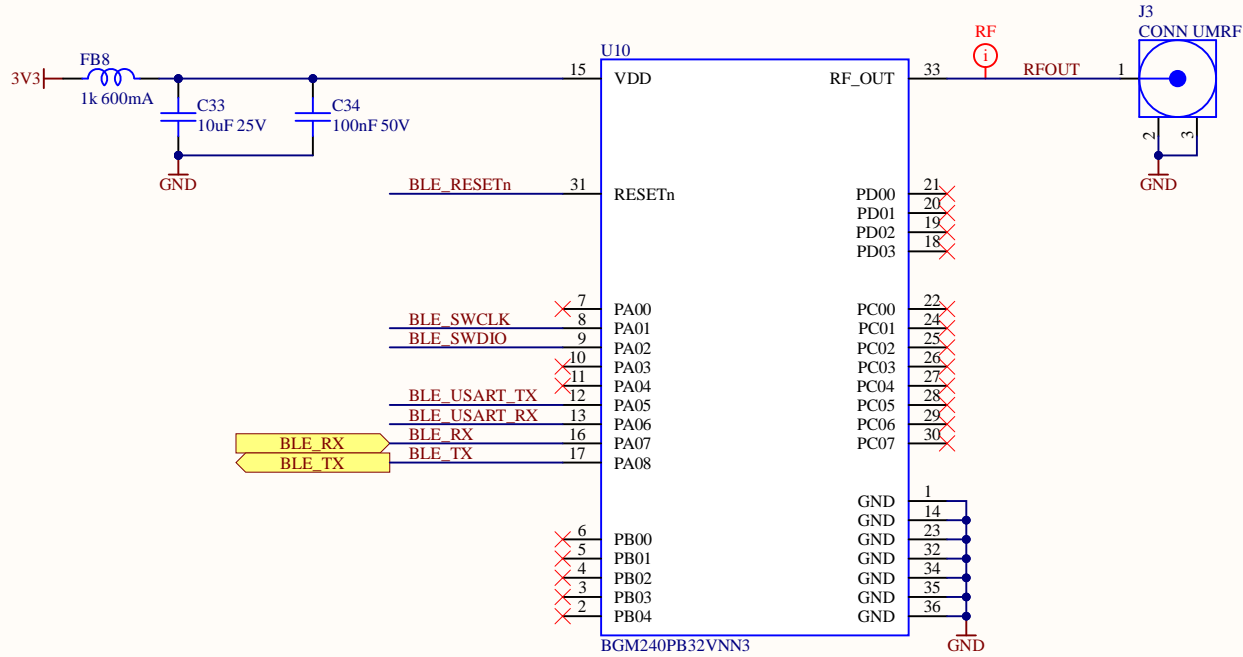 J3
CONN UMRF
RF
i
U10
FB8
3V3
1k 600mA
15
VDD
RF_OUT
33
RFOUT
1
C33
10uF 25V
C34
100nF 50V
2
3
GND
GND
BLE_RESETn
31
RESETn
PD00
21
PD01
20
PD02
19
PD03
18
7
PA00
PC00
22
BLE_SWCLK
8
PA01
PC01
24
BLE_SWDIO
9
PA02
PC02
25
10
PA03
PC03
26
11
PA04
PC04
27
BLE_USART_TX
12
PA05
PC05
28
BLE_USART_RX
13
PA06
PC06
29
BLE_RX
BLE_RX
16
PA07
PC07
30
BLE_TX
BLE_TX
17
PA08
GND
1
GND
14
6
PB00
GND
23
5
PB01
GND
32
4
PB02
GND
34
3
PB03
GND
35
2
PB04
GND
36
BGM240PB32VNN3
GND